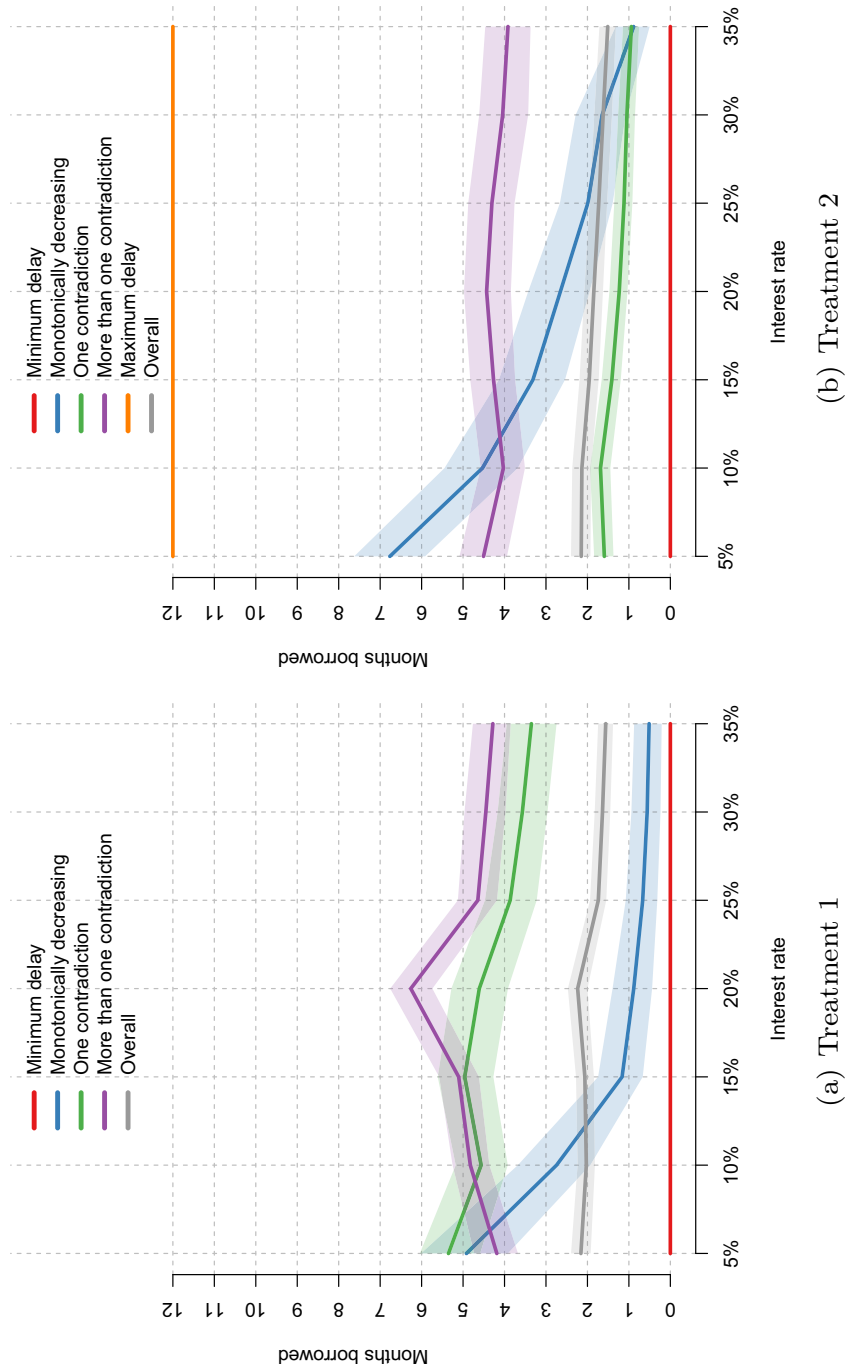 Minimum delay
Monotonically decreasing
One contradiction
More than one contradiction
Overall
Months borrowed
12
11
10
9
8
7
6
5
4
3
2
1
0
5%
10%
15%
20%
25%
30%
35%
Interest rate
(a) Treatment 1
Minimum delay
Monotonically decreasing
One contradiction
More than one contradiction
Maximum delay
Overall
Months borrowed
12
11
10
9
8
7
6
5
4
3
2
1
0
5%
10%
15%
20%
25%
30%
35%
Interest rate
(b) Treatment 2